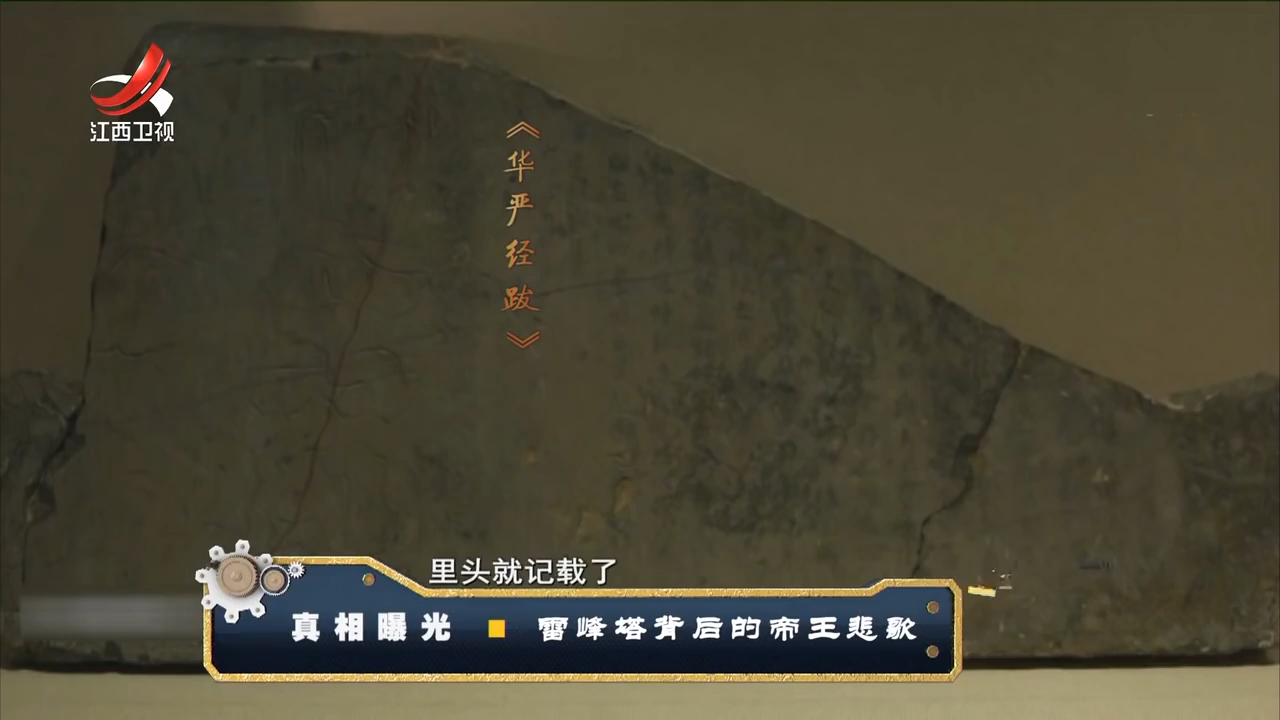 江西卫视
《华严经跋》
里头就记载了
真相曝光 雷峰塔背后的帝王悲歌